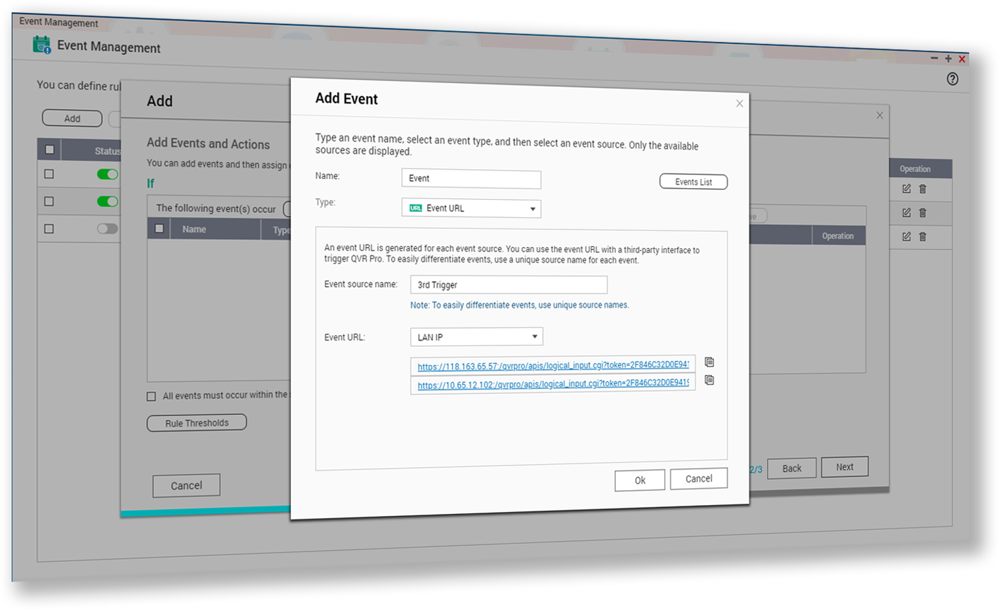 Event Management
Event Management
You can define
Add
Status
Operation
Add
Add Events and Actions
You can add events and then assign
If
The following event(s) occur
Name
Type
Operation
All events must occur within the
Rule Thresholds
Cancel
2/3
Back
Next
Add Event
Type an event name, select an event type, and then select an event source. Only the available
sources are displayed.
Name:
Event
Events List
Type:
URL Event URL
An event URL is generated for each event source. You can use the event URL with a third-party interface to
trigger QVR Pro. To easily differentiate events, use a unique source name for each event.
Event source name:
3rd Trigger
Note: To easily differentiate events, use unique source names.
Event URL:
LAN IP
https://118.163.65.57:/qvrpro/apis/logical_input.cgi?token=2F846C32D0E941
https://10.65.12.102:/qvrpro/apis/logical_input.cgi?token=2F846C32D0E9419
Ok
Cancel